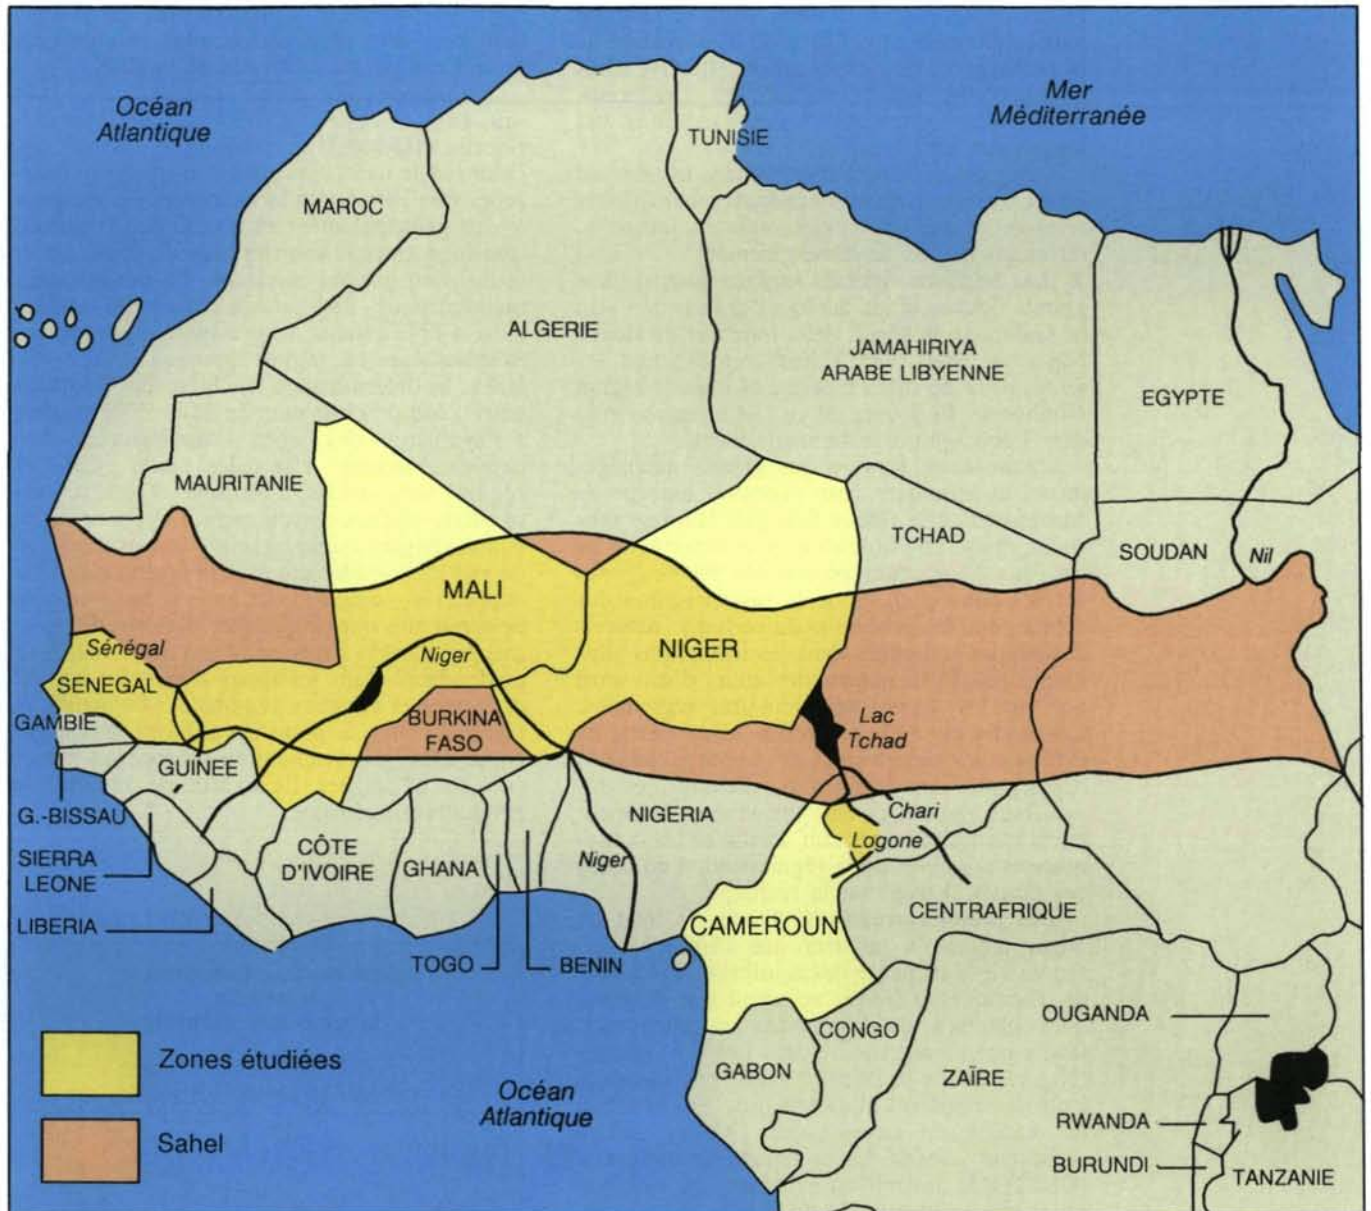 Océan
Atlantique
Mer
Méditerranée
TUNISIE
MAROC
ALGERIE
JAMAHIRIYA
ARABE LIBYENNE
EGYPTE
MAURITANIE
TCHAD
SOUDAN
Nil
MALI
Sénégal
Niger
NIGER
SENEGAL
GAMBIE
BURKINA
FASO
Lac
Tchad
GUINEE
G.-BISSAU
NIGERIA
Chari
Logone
SIERRA
LEONE
CÔTE
D'IVOIRE
GHANA
Niger
LIBERIA
CAMEROUN
CENTRAFRIQUE
TOGO
BENIN
OUGANDA
CONGO
GABON
ZAÏRE
Zones étudiées
Océan
Atlantique
RWANDA
Sahel
BURUNDI
TANZANIE